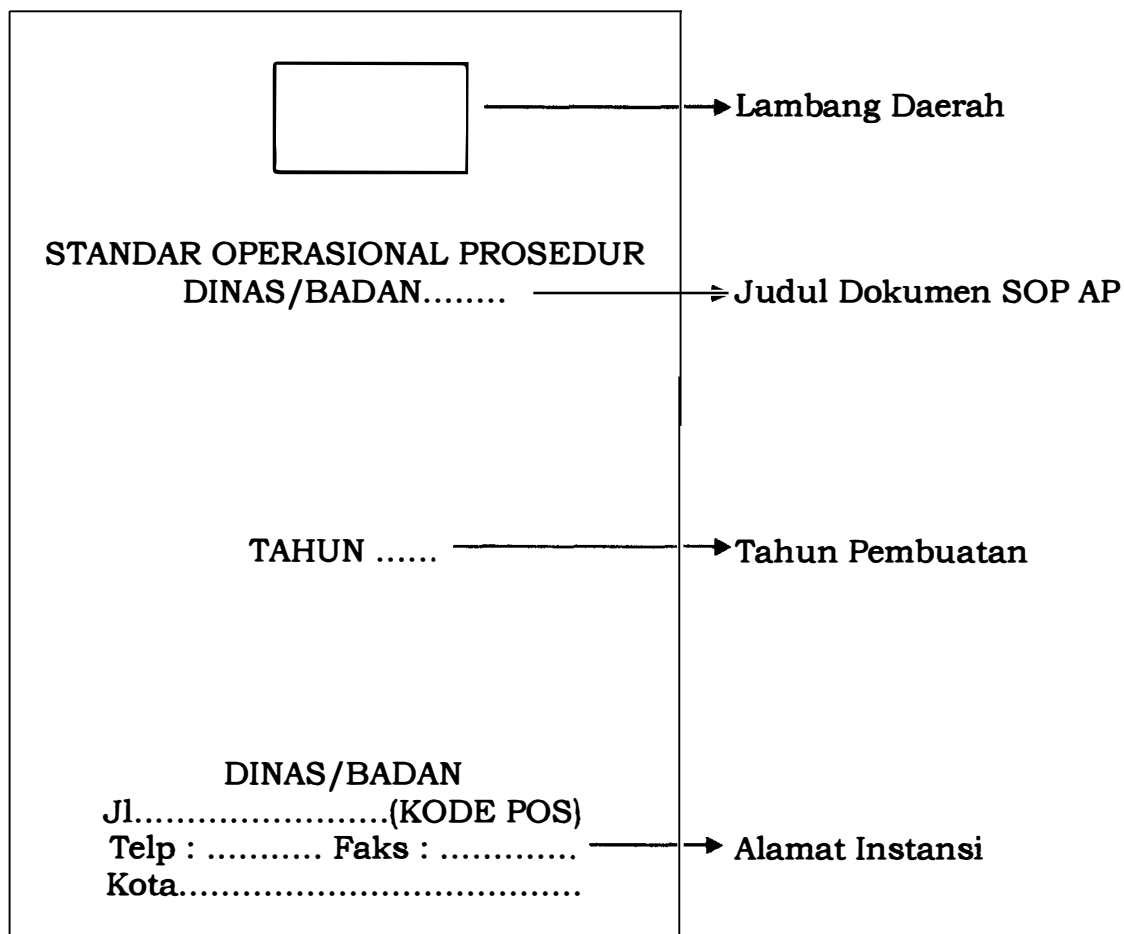 Lambang Daerah
STANDAR OPERASIONAL PROSEDUR
DINAS/BADAN........
Judul Dokumen SOP AP
TAHUN ......
Tahun Pembuatan
DINAS/BADAN
Jl........................(KODE POS)
Telp : ........... Faks : .............
Alamat Instansi
Kota......................................